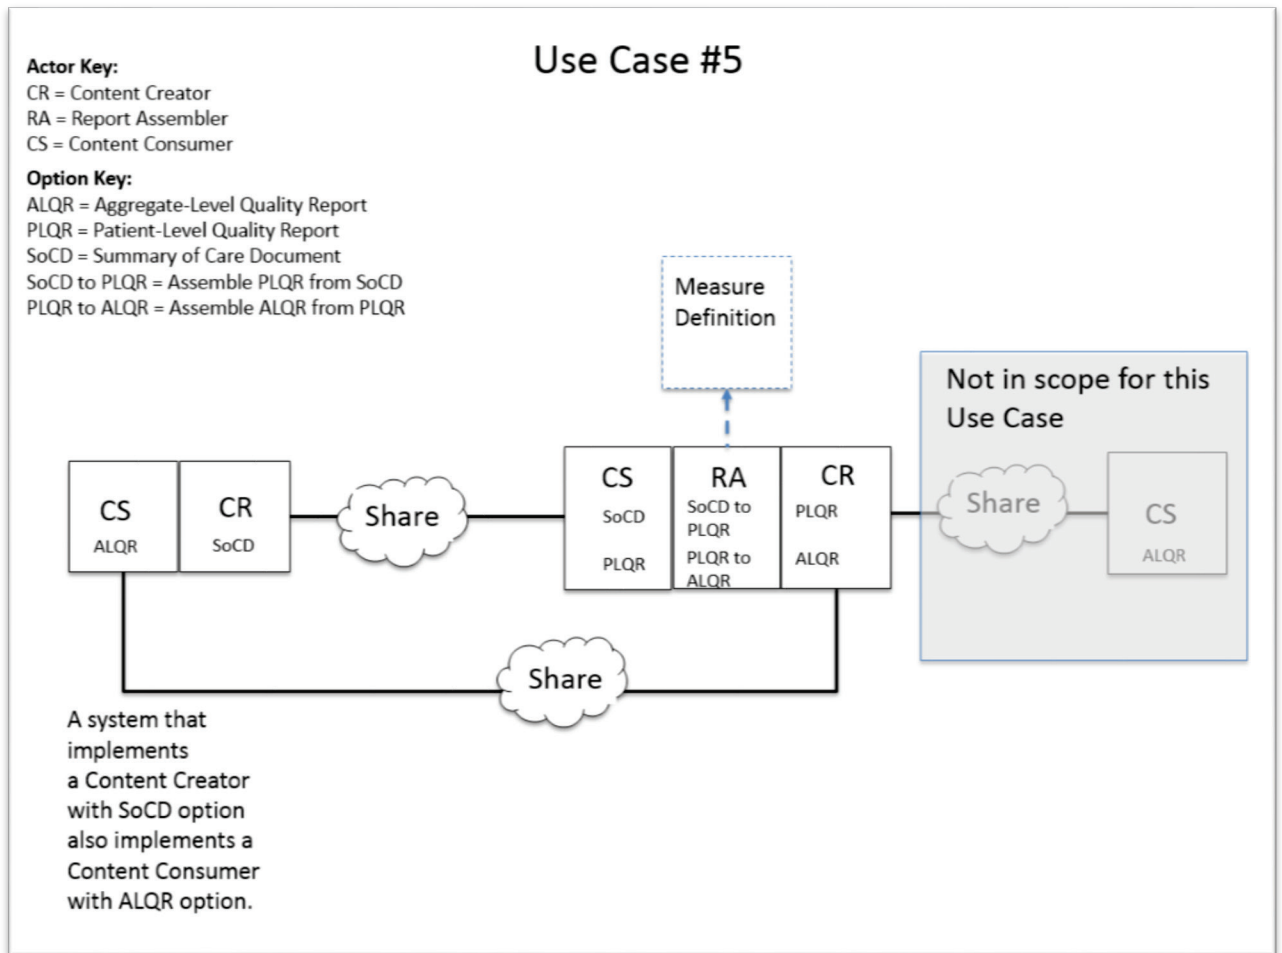 Use Case #5
Actor Key:
CR = Content Creator
RA = Report Assembler
CS = Content Consumer
Option Key:
ALQR = Aggregate-Level Quality Report
PLQR = Patient-Level Quality Report
SoCD = Summary of Care Document
SoCD to PLQR = Assemble PLQR from SoCD
PLQR to ALQR = Assemble ALQR from PLQR
Measure
Definition
Not in scope for this
Use Case
CS
ALQR
CR
SoCD
Share
CS
SoCD
PLQR
RA
SoCD to
PLQR
PLQR to
ALQR
CR
PLQR
ALQR
Share
CS
ALQR
Share
A system that
implements
a Content Creator
with SoCD option
also implements a
Content Consumer
with ALQR option.